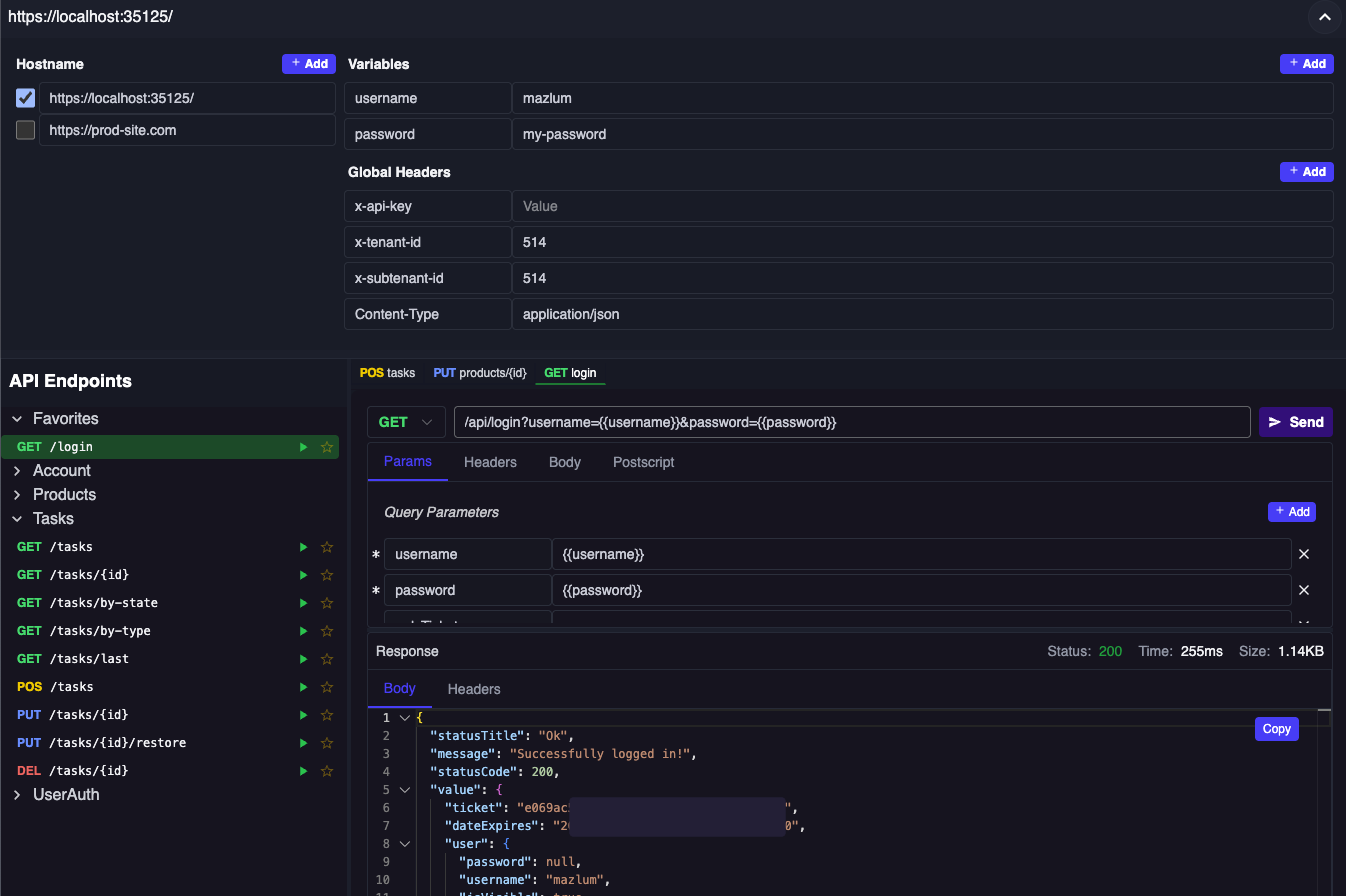 https://localhost:35125/
Hostname
+ Add
https://localhost:35125/
https://prod-site.com
Variables
+ Add
username mazlum
password my-password
Global Headers
+ Add
x-api-key Value
x-tenant-id 514
x-subtenant-id 514
Content-Type application/json
API Endpoints
Favorites
GET /login
Account
Products
Tasks
GET /tasks
GET /tasks/{id}
GET /tasks/by-state
GET /tasks/by-type
GET /tasks/last
POS /tasks
PUT /tasks/{id}
PUT /tasks/{id}/restore
DEL /tasks/{id}
UserAuth
POS tasks PUT products/{id} GET login
GET /api/login?username={{username}}&password={{password}} Send
Params Headers Body Postscript
Query Parameters
+ Add
* username {{username}}
* password {{password}}
Response Status: 200 Time: 255ms Size: 1.14KB
Body Headers
Copy
1 {
2 "statusTitle": "Ok",
3 "message": "Successfully logged in!",
4 "statusCode": 200,
5 "value": {
6 "ticket": "e069ac ",
7 "dateExpires": "2 0",
8 "user": {
9 "password": null,
10 "username": "mazlum",